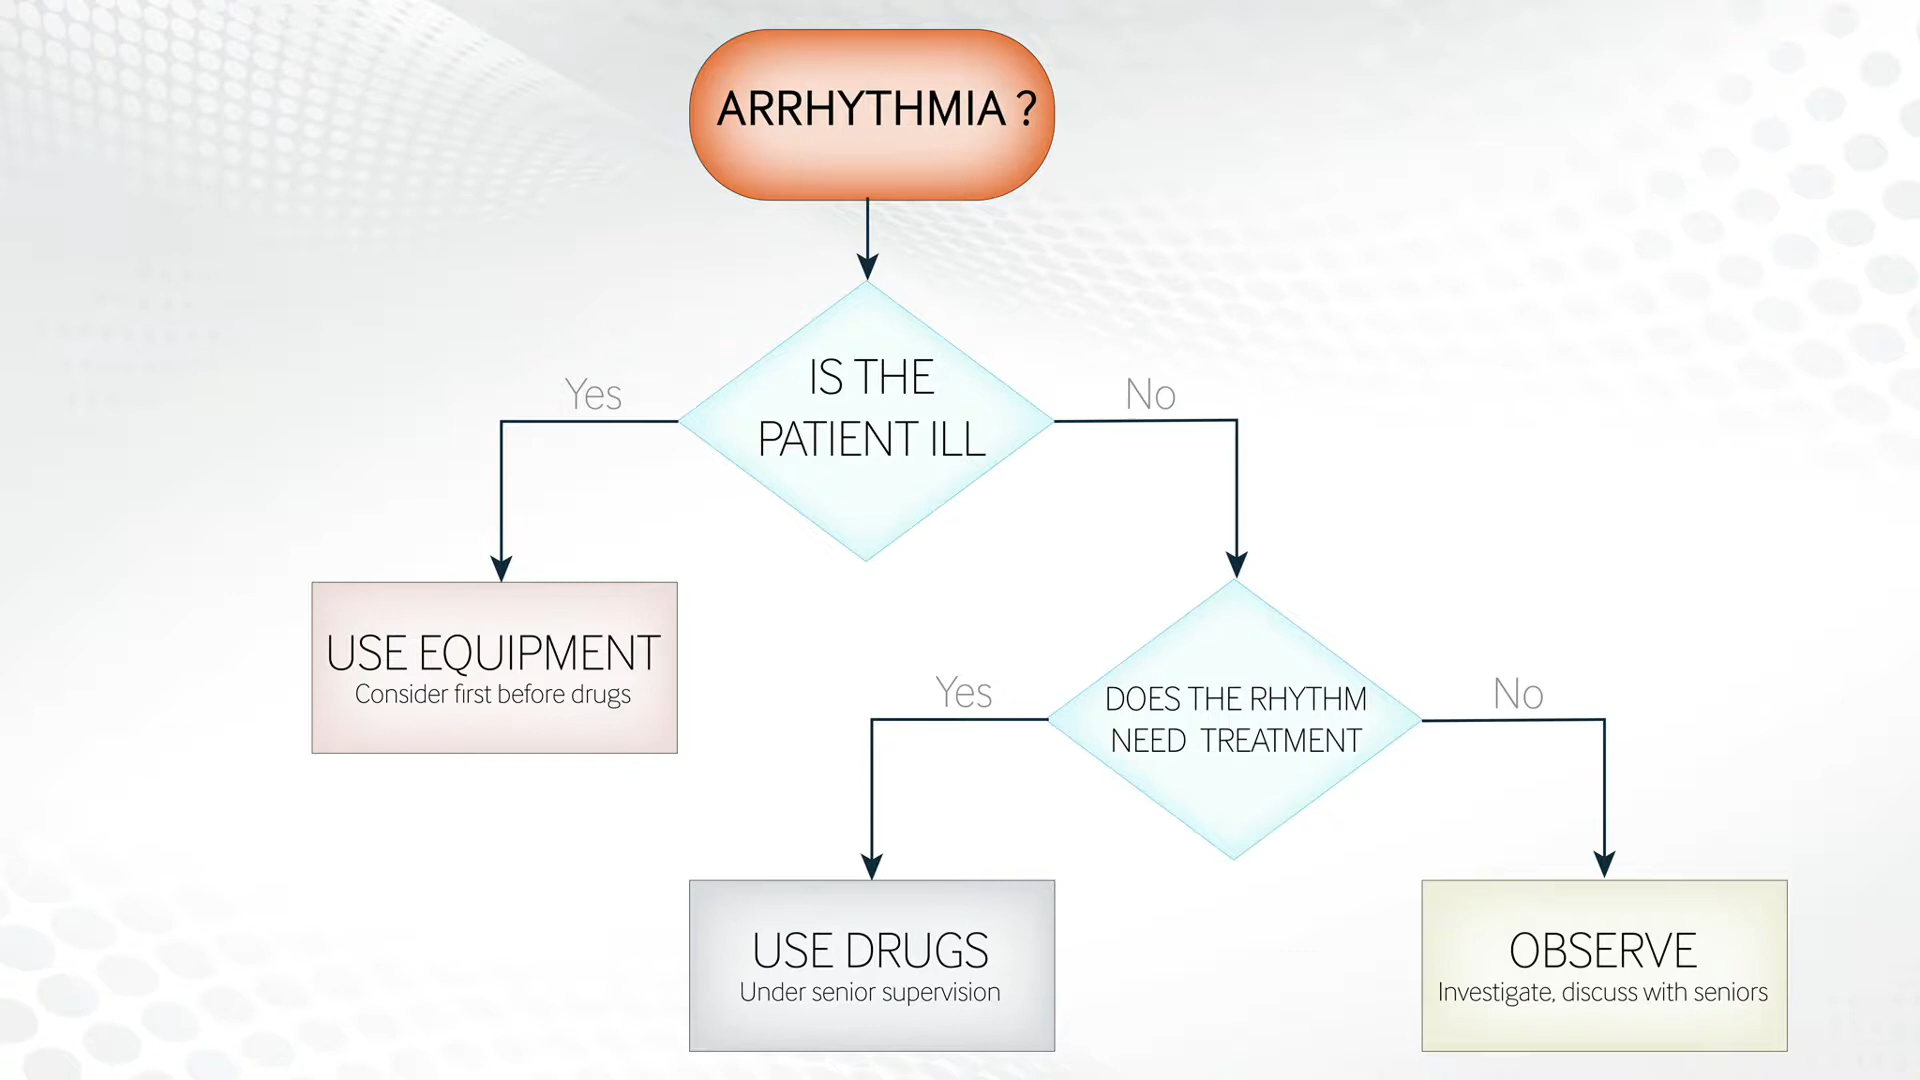 ARRHYTHMIA ?
IS THE
PATIENT ILL
Yes
No
USE EQUIPMENT
Consider first before drugs
DOES THE RHYTHM
NEED TREATMENT
Yes
No
USE DRUGS
Under senior supervision
OBSERVE
Investigate, discuss with seniors